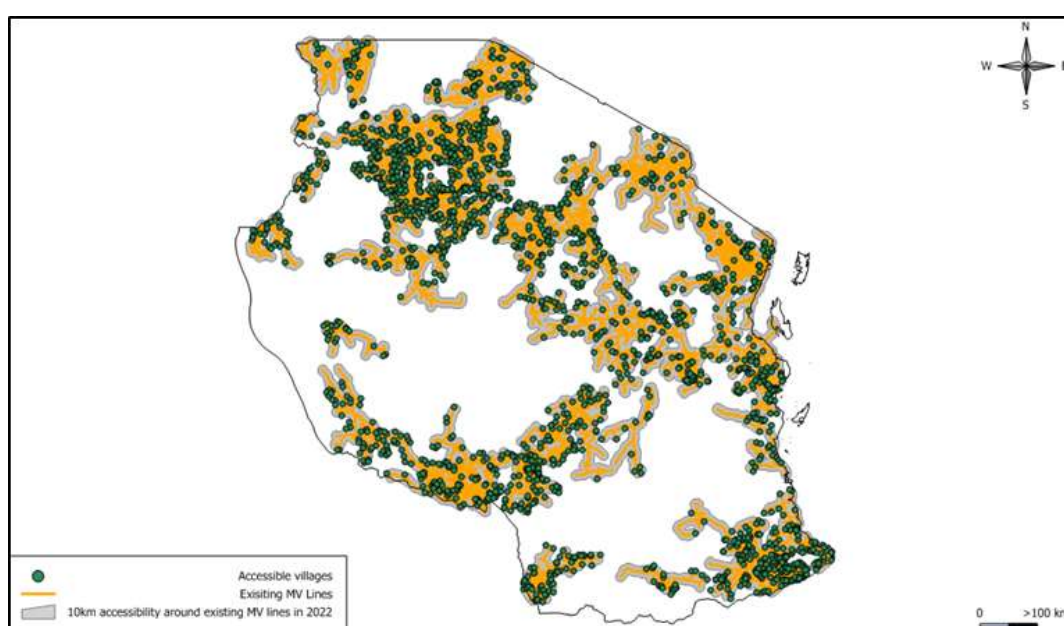 N
W E
S
Accessible villages
Exisiting MV Lines
10km accessibility around existing MV lines in 2022
0 >100 km